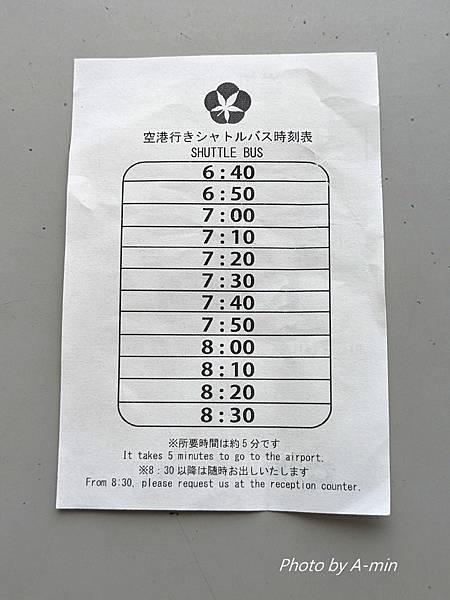 空港行きシャトルバス時刻表
SHUTTLE BUS
6:40
6:50
7:00
7:10
7:20
7:30
7:40
7:50
8:00
8:10
8:20
8:30
※所要時間は約5分です
It takes 5 minutes to go to the airport.
※8:30以降は随時お出しいたします
From 8:30, please request us at the reception counter.
Photo by A-min